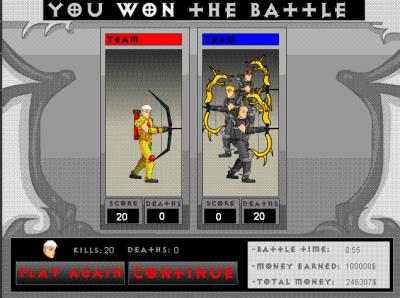 YOU WON THE BATTLE
TEAM TEAM
SCORE DEATHS SCORE DEATHS
20 0 0 20
KILLS: 20 DEATHS: 0
PLAY AGAIN CONTINUE
-BATTLE TIME: 0:55
-MONEY EARNED: 100000$
-TOTAL MONEY: 246307$